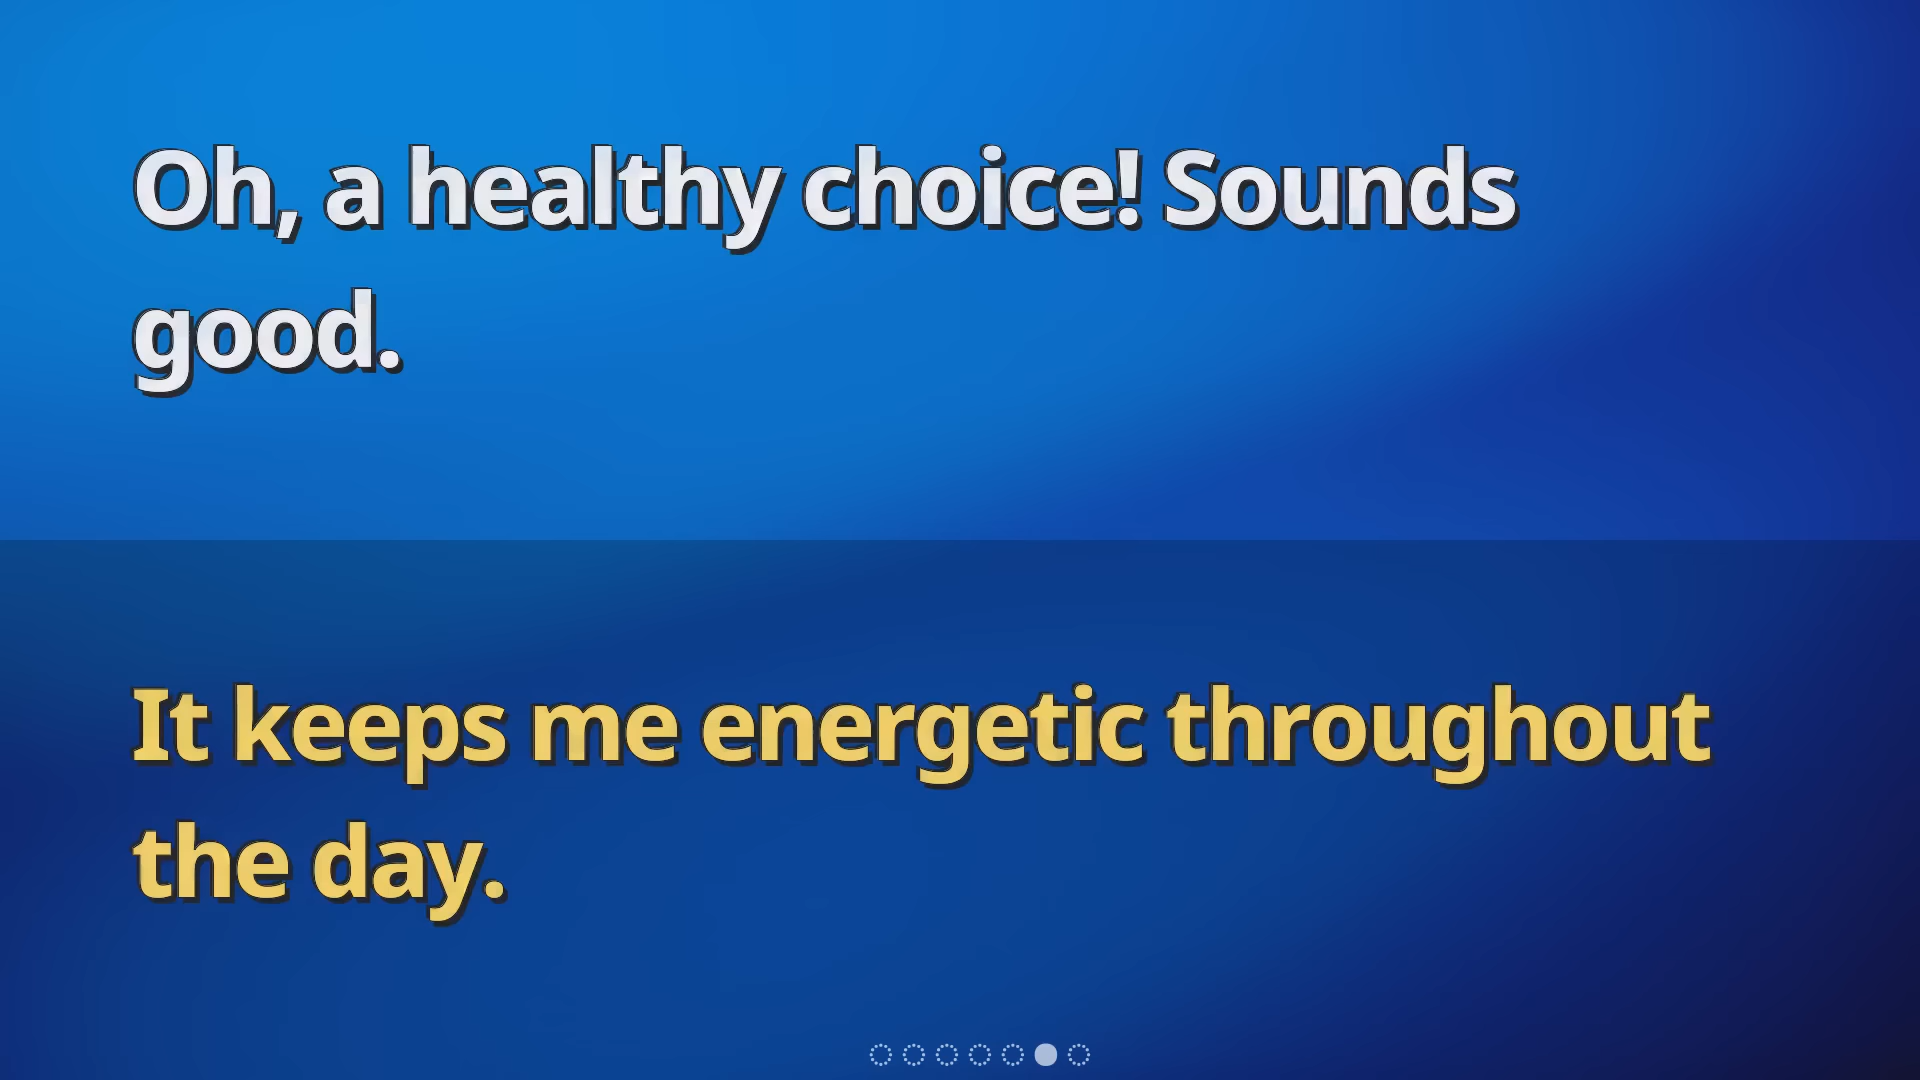 Oh, a healthy choice! Sounds
good.
It keeps me energetic throughout
the day.